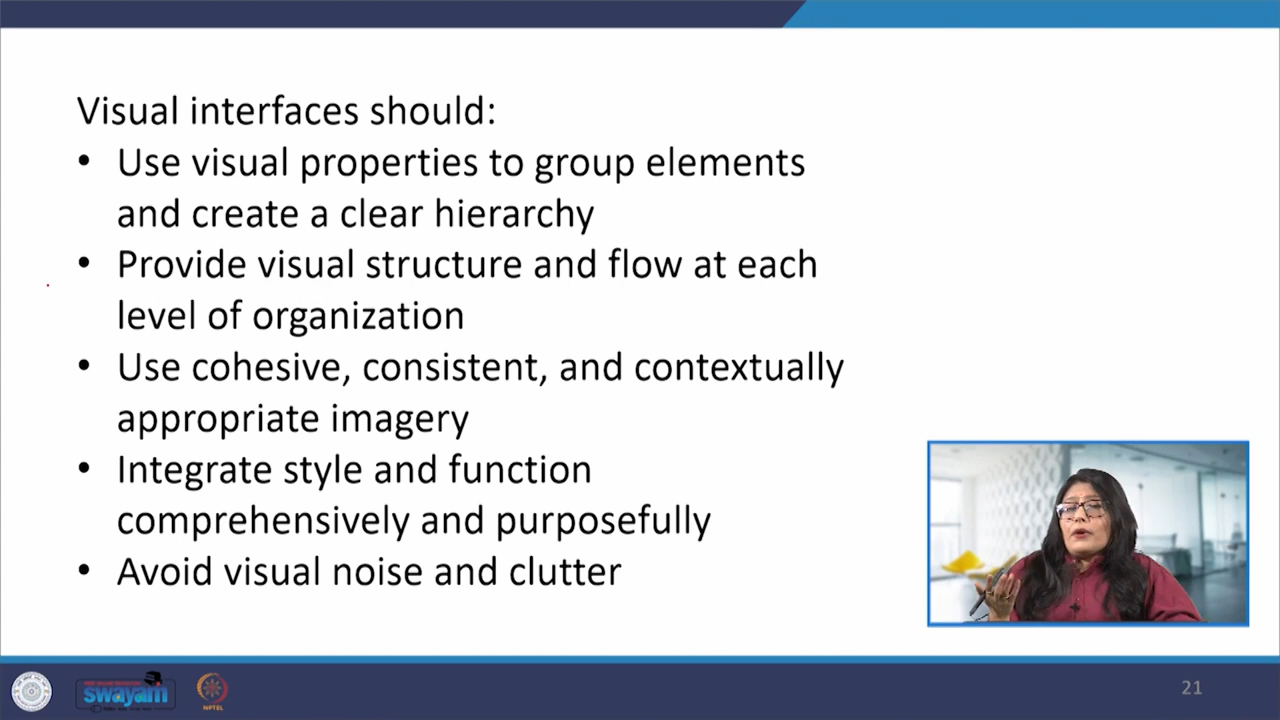 Visual interfaces should:
• Use visual properties to group elements
and create a clear hierarchy
• Provide visual structure and flow at each
level of organization
• Use cohesive, consistent, and contextually
appropriate imagery
• Integrate style and function
comprehensively and purposefully
• Avoid visual noise and clutter
swayam
NPTEL
21